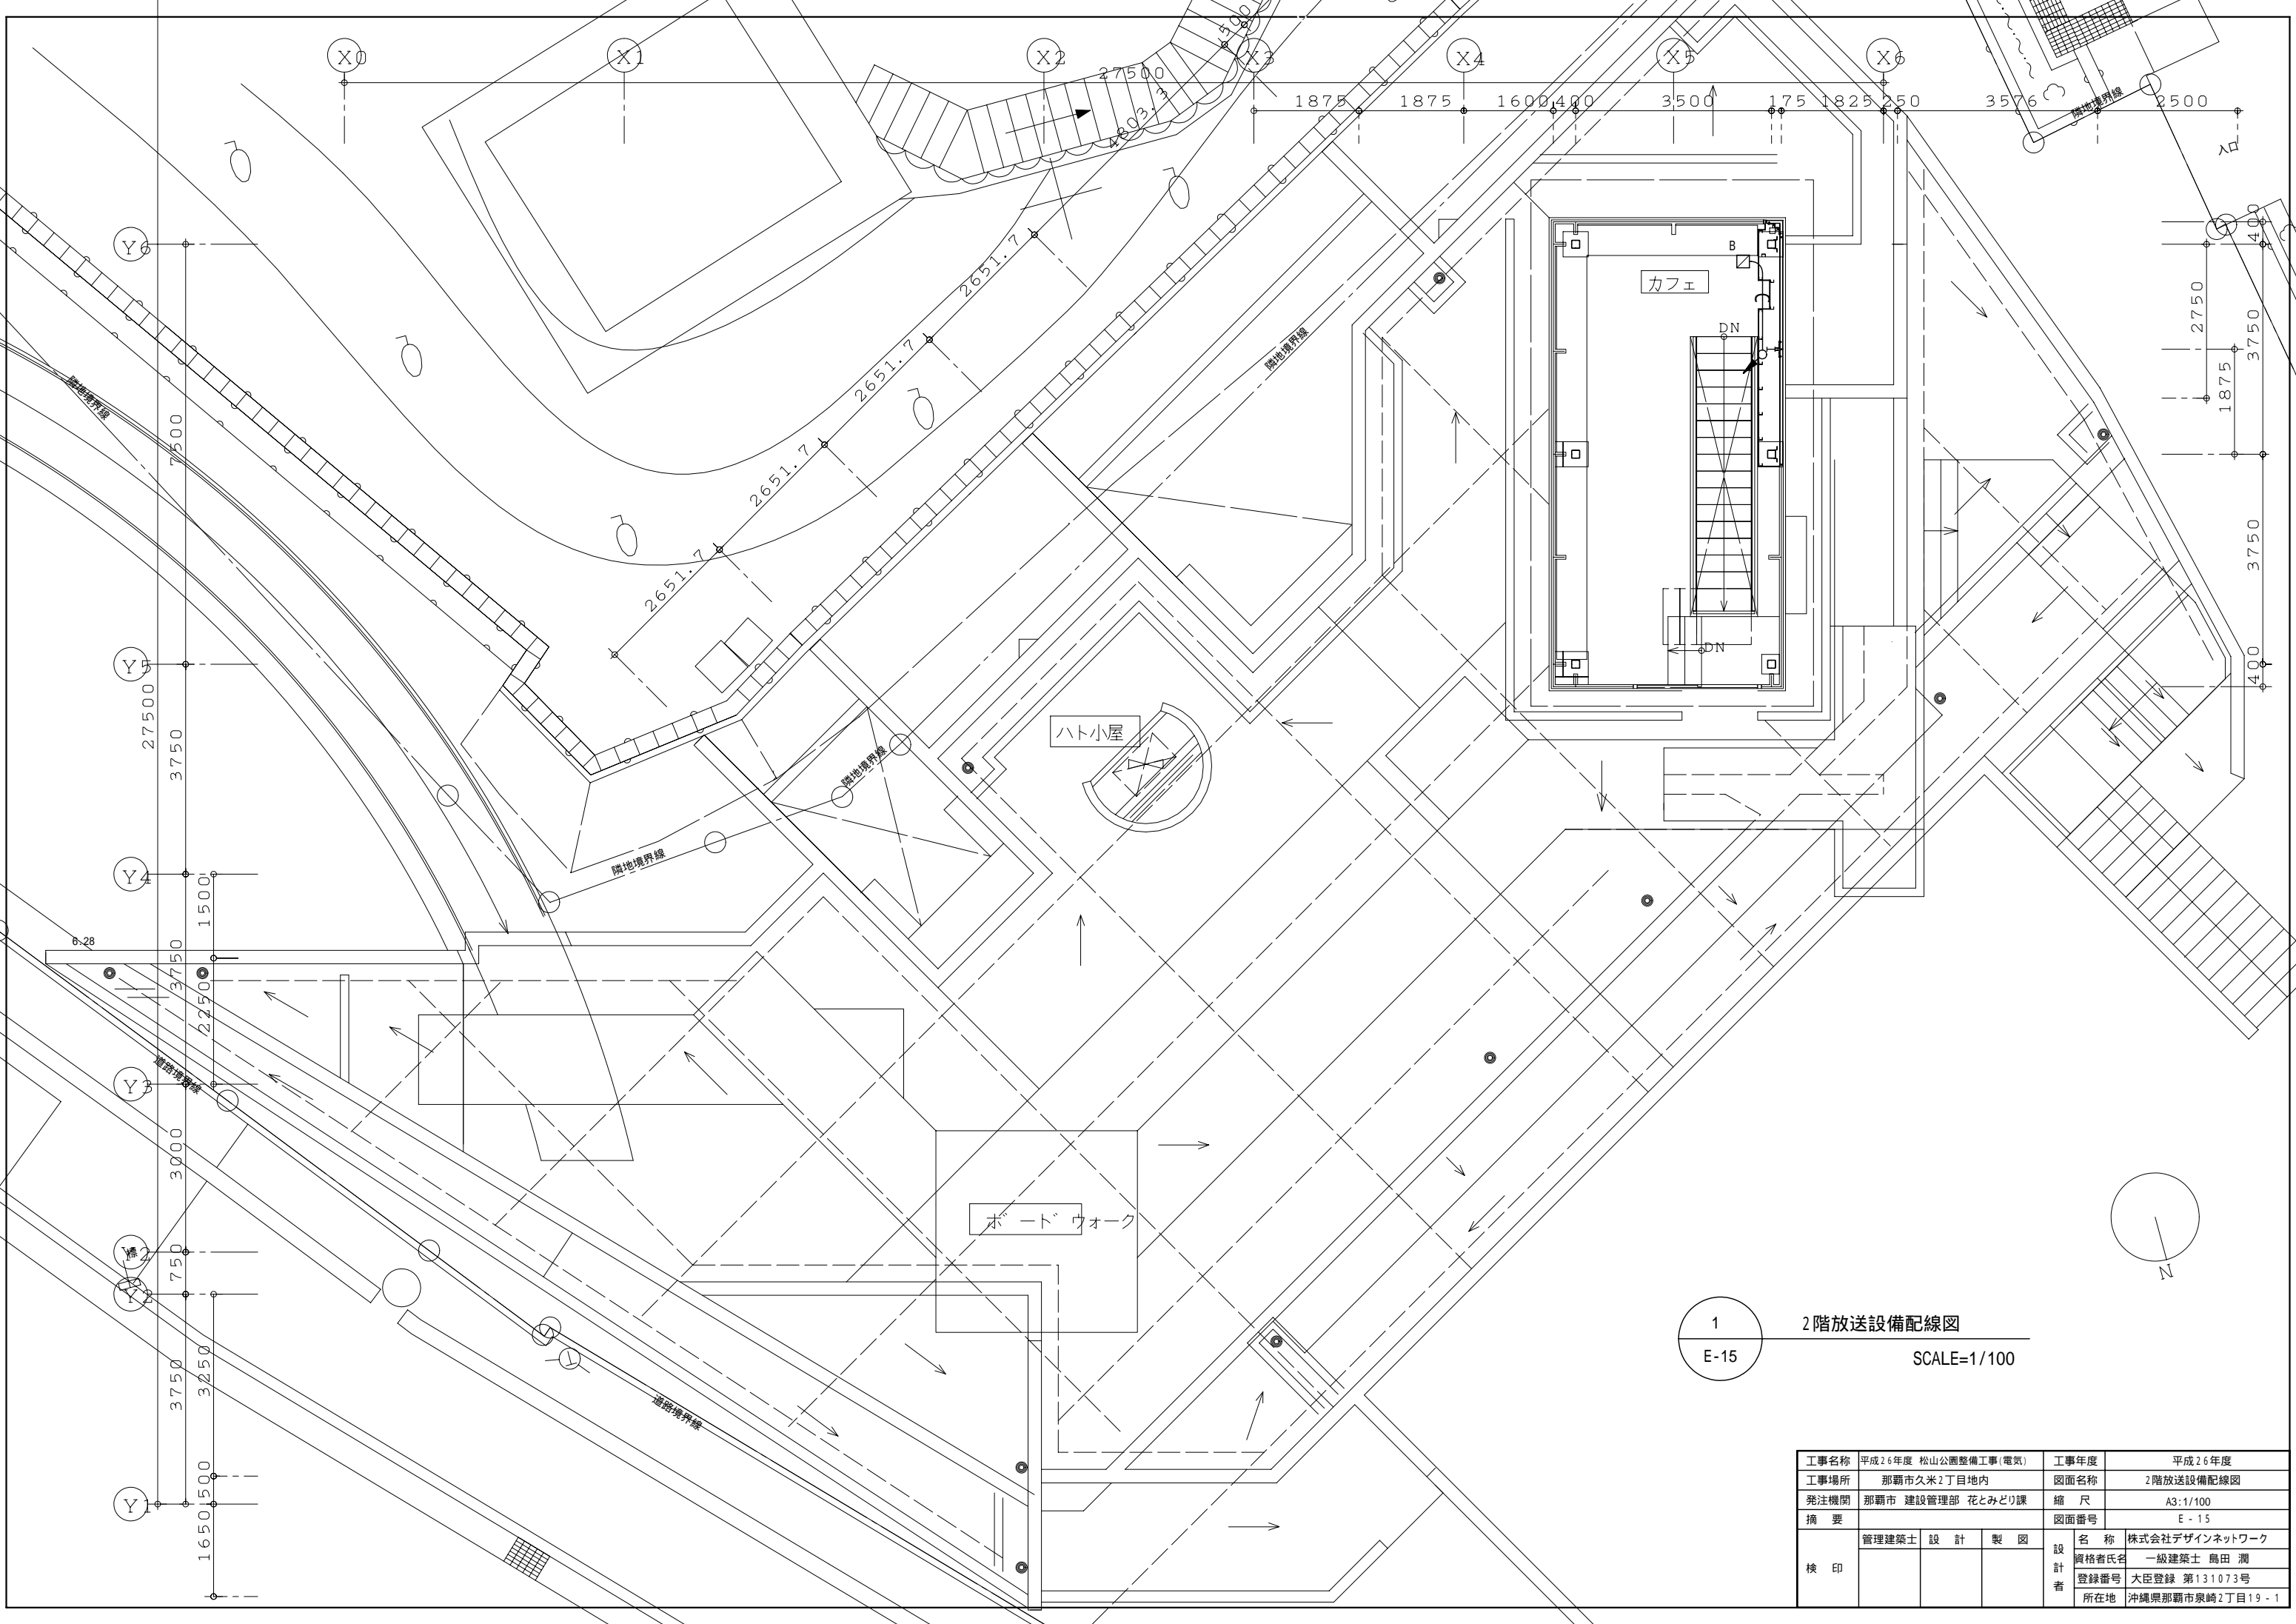 X0
X1
X2
X3
X4
X5
X6
27500
1500
4803.3
1875
1875
1600
400
3500
175
1825
250
3576
2500
隣地境界線
入口
Y6
Y5
Y4
Y3
Y2
Y1
7500
27500
3750
1500
3750
2250
3000
750
3750
3250
500
1650
2651.7
2651.7
2651.7
2651.7
400
2750
3750
1875
3750
400
隣地境界線
隣地境界線
隣地境界線
隣地境界線
B
カフェ
DN
DN
ハト小屋
6.28
道路境界線
道路境界線
ボードウォーク
N
1
E-15
2階放送設備配線図
SCALE=1/100
工事名称 平成26年度 松山公園整備工事(電気) 工事年度 平成26年度
工事場所 那覇市久米2丁目地内 図面名称 2階放送設備配線図
発注機関 那覇市 建設管理部 花とみどり課 縮 尺 A3:1/100
摘 要 図面番号 E-15
検 印 管理建築士 設 計 製 図
設計者 名 称 株式会社デザインネットワーク
資格者氏名 一級建築士 島田 潤
登録番号 大臣登録 第131073号
所在地 沖縄県那覇市泉崎2丁目19-1